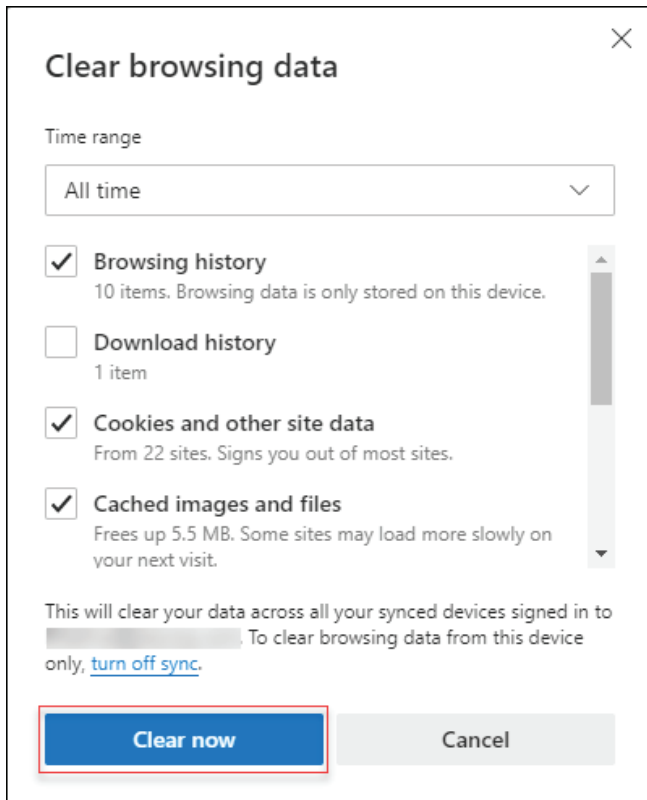 Clear browsing data
Time range
All time
Browsing history
10 items. Browsing data is only stored on this device.
Download history
1 item
Cookies and other site data
From 22 sites. Signs you out of most sites.
Cached images and files
Frees up 5.5 MB. Some sites may load more slowly on
your next visit.
This will clear your data across all your synced devices signed in to
. To clear browsing data from this device
only, turn off sync.
Clear now
Cancel